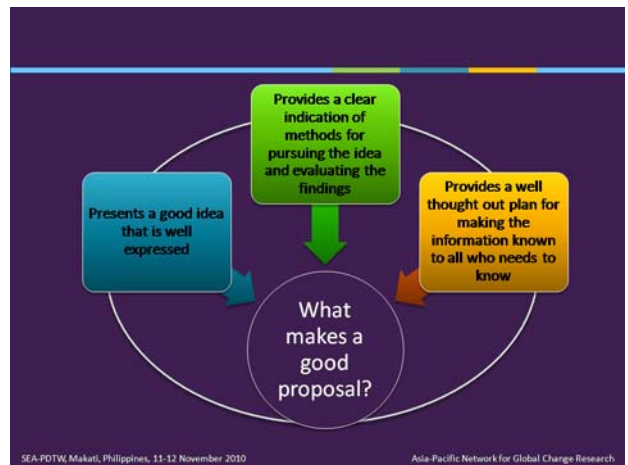 Provides a clear
indication of
methods for
pursuing the idea
and evaluating the
findings
Presents a good idea
that is well
expressed
Provides a well
thought out plan for
making the
information known
to all who needs to
know
What
makes a
good
proposal?
SEA-PDTW, Makati, Philippines, 11-12 November 2010
Asia-Pacific Network for Global Change Research